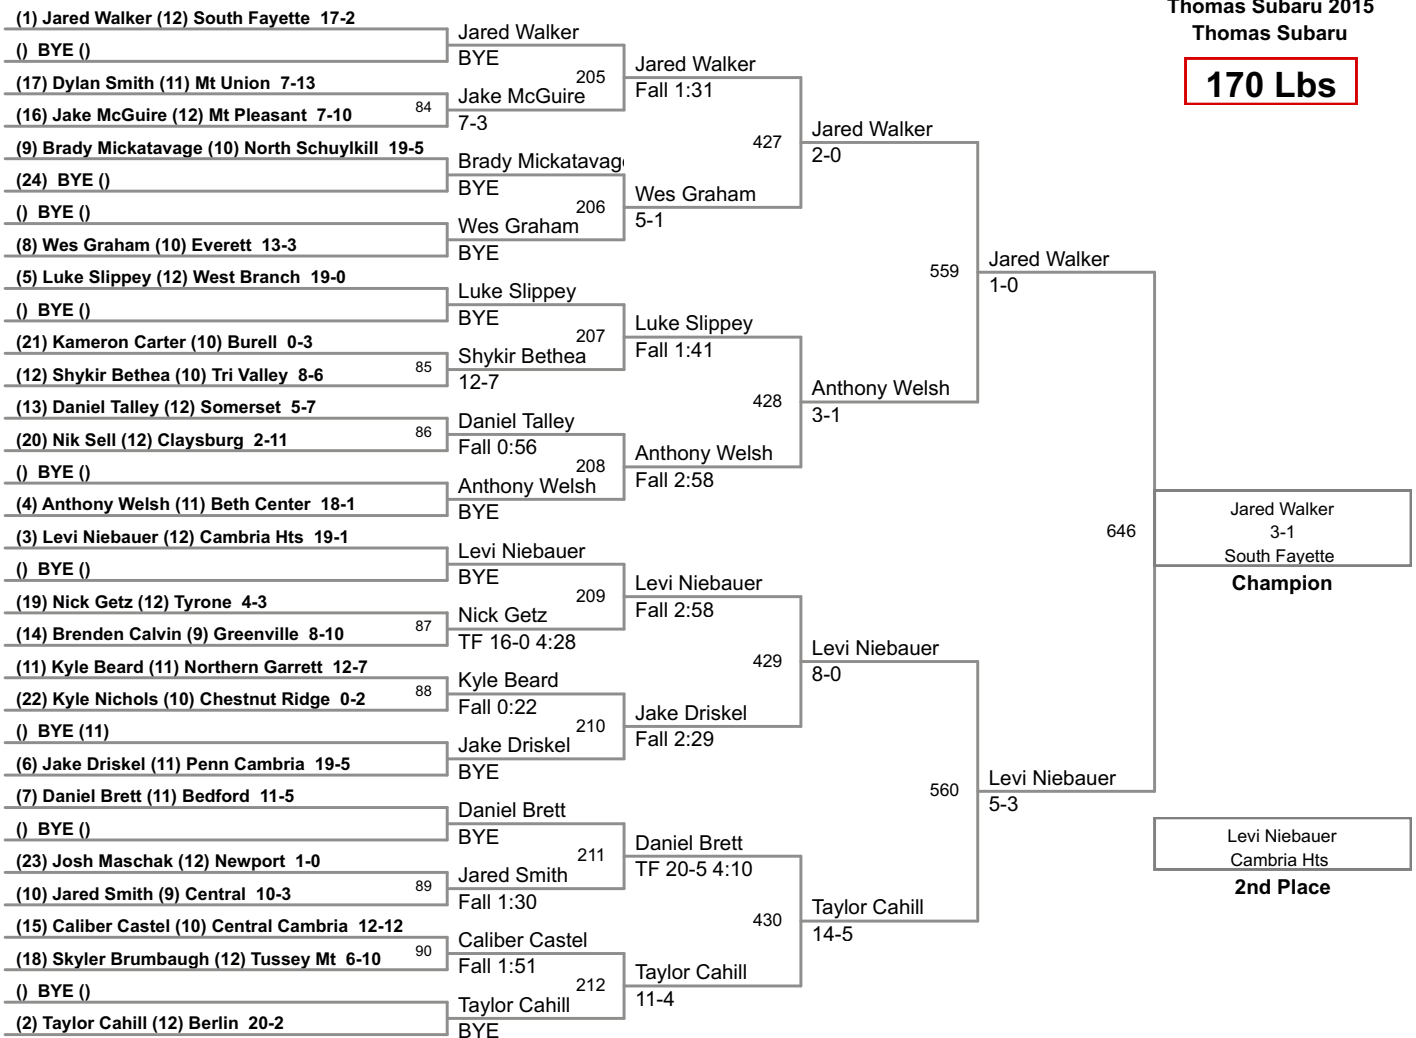 Thomas Subaru 2015
Thomas Subaru
170 Lbs
(1) Jared Walker (12) South Fayette 17-2
() BYE ()
(17) Dylan Smith (11) Mt Union 7-13
(16) Jake McGuire (12) Mt Pleasant 7-10
(9) Brady Mickatavage (10) North Schuylkill 19-5
(24) BYE ()
() BYE ()
(8) Wes Graham (10) Everett 13-3
(5) Luke Slippey (12) West Branch 19-0
() BYE ()
(21) Kameron Carter (10) Burell 0-3
(12) Shykir Bethea (10) Tri Valley 8-6
(13) Daniel Talley (12) Somerset 5-7
(20) Nik Sell (12) Claysburg 2-11
() BYE ()
(4) Anthony Welsh (11) Beth Center 18-1
(3) Levi Niebauer (12) Cambria Hts 19-1
() BYE ()
(19) Nick Getz (12) Tyrone 4-3
(14) Brenden Calvin (9) Greenville 8-10
(11) Kyle Beard (11) Northern Garrett 12-7
(22) Kyle Nichols (10) Chestnut Ridge 0-2
() BYE (11)
(6) Jake Driskel (11) Penn Cambria 19-5
(7) Daniel Brett (11) Bedford 11-5
() BYE ()
(23) Josh Maschak (12) Newport 1-0
(10) Jared Smith (9) Central 10-3
(15) Caliber Castel (10) Central Cambria 12-12
(18) Skyler Brumbaugh (12) Tussey Mt 6-10
() BYE ()
(2) Taylor Cahill (12) Berlin 20-2
84
85
86
87
88
89
90
Jared Walker
BYE
205
Jake McGuire
7-3
Brady Mickatavag
BYE
206
Wes Graham
BYE
Luke Slippey
BYE
207
Shykir Bethea
12-7
Daniel Talley
Fall 0:56
208
Anthony Welsh
BYE
Levi Niebauer
BYE
209
Nick Getz
TF 16-0 4:28
Kyle Beard
Fall 0:22
210
Jake Driskel
BYE
Daniel Brett
BYE
211
Jared Smith
Fall 1:30
Caliber Castel
Fall 1:51
212
Taylor Cahill
BYE
Jared Walker
Fall 1:31
427
Wes Graham
5-1
Luke Slippey
Fall 1:41
428
Anthony Welsh
Fall 2:58
Levi Niebauer
Fall 2:58
429
Jake Driskel
Fall 2:29
Daniel Brett
TF 20-5 4:10
430
Taylor Cahill
11-4
Jared Walker
2-0
559
Anthony Welsh
3-1
Levi Niebauer
8-0
560
Taylor Cahill
14-5
Jared Walker
1-0
646
Levi Niebauer
5-3
Jared Walker
3-1
South Fayette
Champion
Levi Niebauer
Cambria Hts
2nd Place